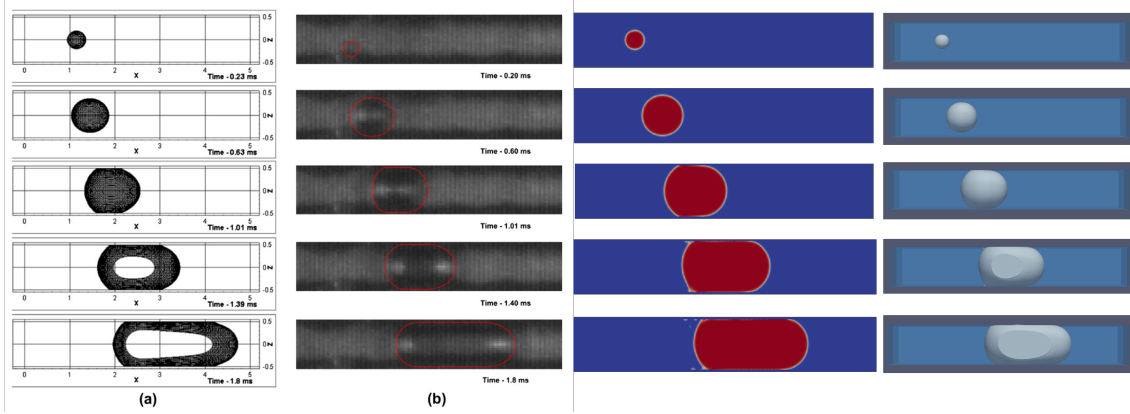 0.5
0 Z
-0.5
0 1 2 3 4 5
X
Time - 0.23 ms
Time - 0.20 ms
0.5
0 Z
-0.5
0 1 2 3 4 5
X
Time - 0.63 ms
Time - 0.60 ms
0.5
0 Z
-0.5
0 1 2 3 4 5
X
Time - 1.01 ms
Time - 1.01 ms
0.5
0 Z
-0.5
0 1 2 3 4 5
X
Time - 1.39 ms
Time - 1.40 ms
0.5
0 Z
-0.5
0 1 2 3 4 5
X
Time - 1.8 ms
Time - 1.8 ms
(a) (b)